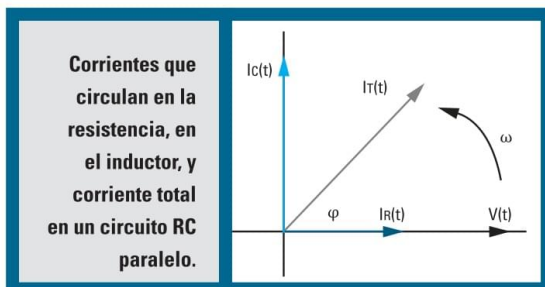 Corrientes que
circulan en la
resistencia, en
el inductor, y
corriente total
en un circuito RC
paralelo.
IC(t)
IT(t)
ω
φ
IR(t)
V(t)